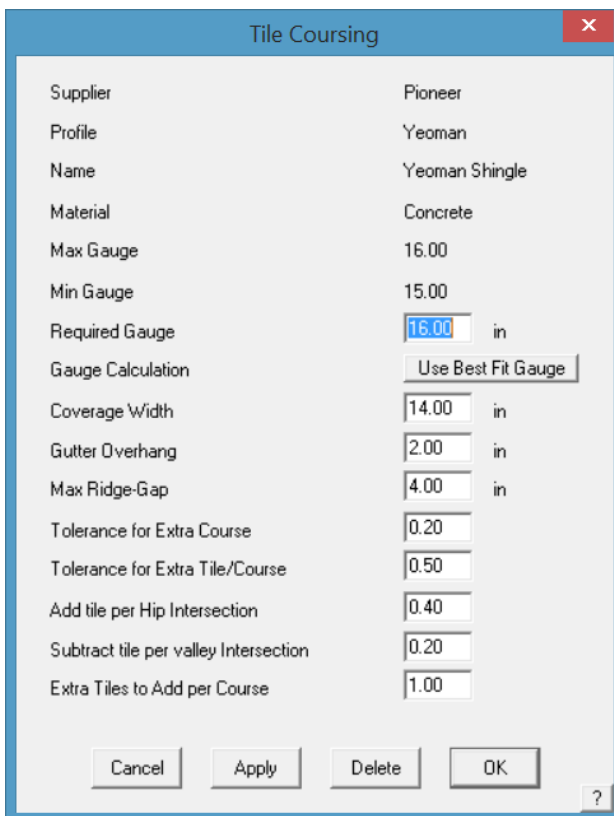 Tile Coursing
x
Supplier Pioneer
Profile Yeoman
Name Yeoman Shingle
Material Concrete
Max Gauge 16.00
Min Gauge 15.00
Required Gauge 16.00 in
Gauge Calculation Use Best Fit Gauge
Coverage Width 14.00 in
Gutter Overhang 2.00 in
Max Ridge-Gap 4.00 in
Tolerance for Extra Course 0.20
Tolerance for Extra Tile/Course 0.50
Add tile per Hip Intersection 0.40
Subtract tile per valley Intersection 0.20
Extra Tiles to Add per Course 1.00
Cancel Apply Delete OK
?